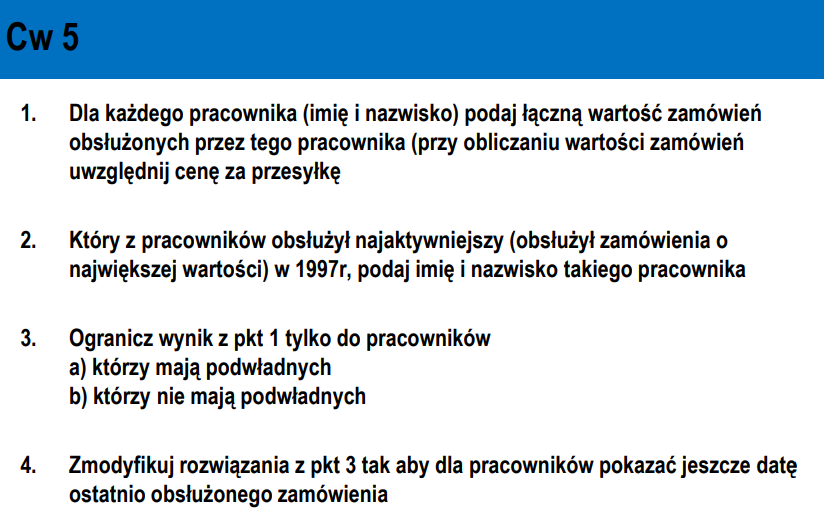 Cw 5
1. Dla każdego pracownika (imię i nazwisko) podaj łączną wartość zamówień
obsłużonych przez tego pracownika (przy obliczaniu wartości zamówień
uwzględnij cenę za przesyłkę
2. Który z pracowników obsłużył najaktywniejszy (obsłużył zamówienia o
największej wartości) w 1997r, podaj imię i nazwisko takiego pracownika
3. Ogranicz wynik z pkt 1 tylko do pracowników
a) którzy mają podwładnych
b) którzy nie mają podwładnych
4. Zmodyfikuj rozwiązania z pkt 3 tak aby dla pracowników pokazać jeszcze datę
ostatnio obsłużonego zamówienia